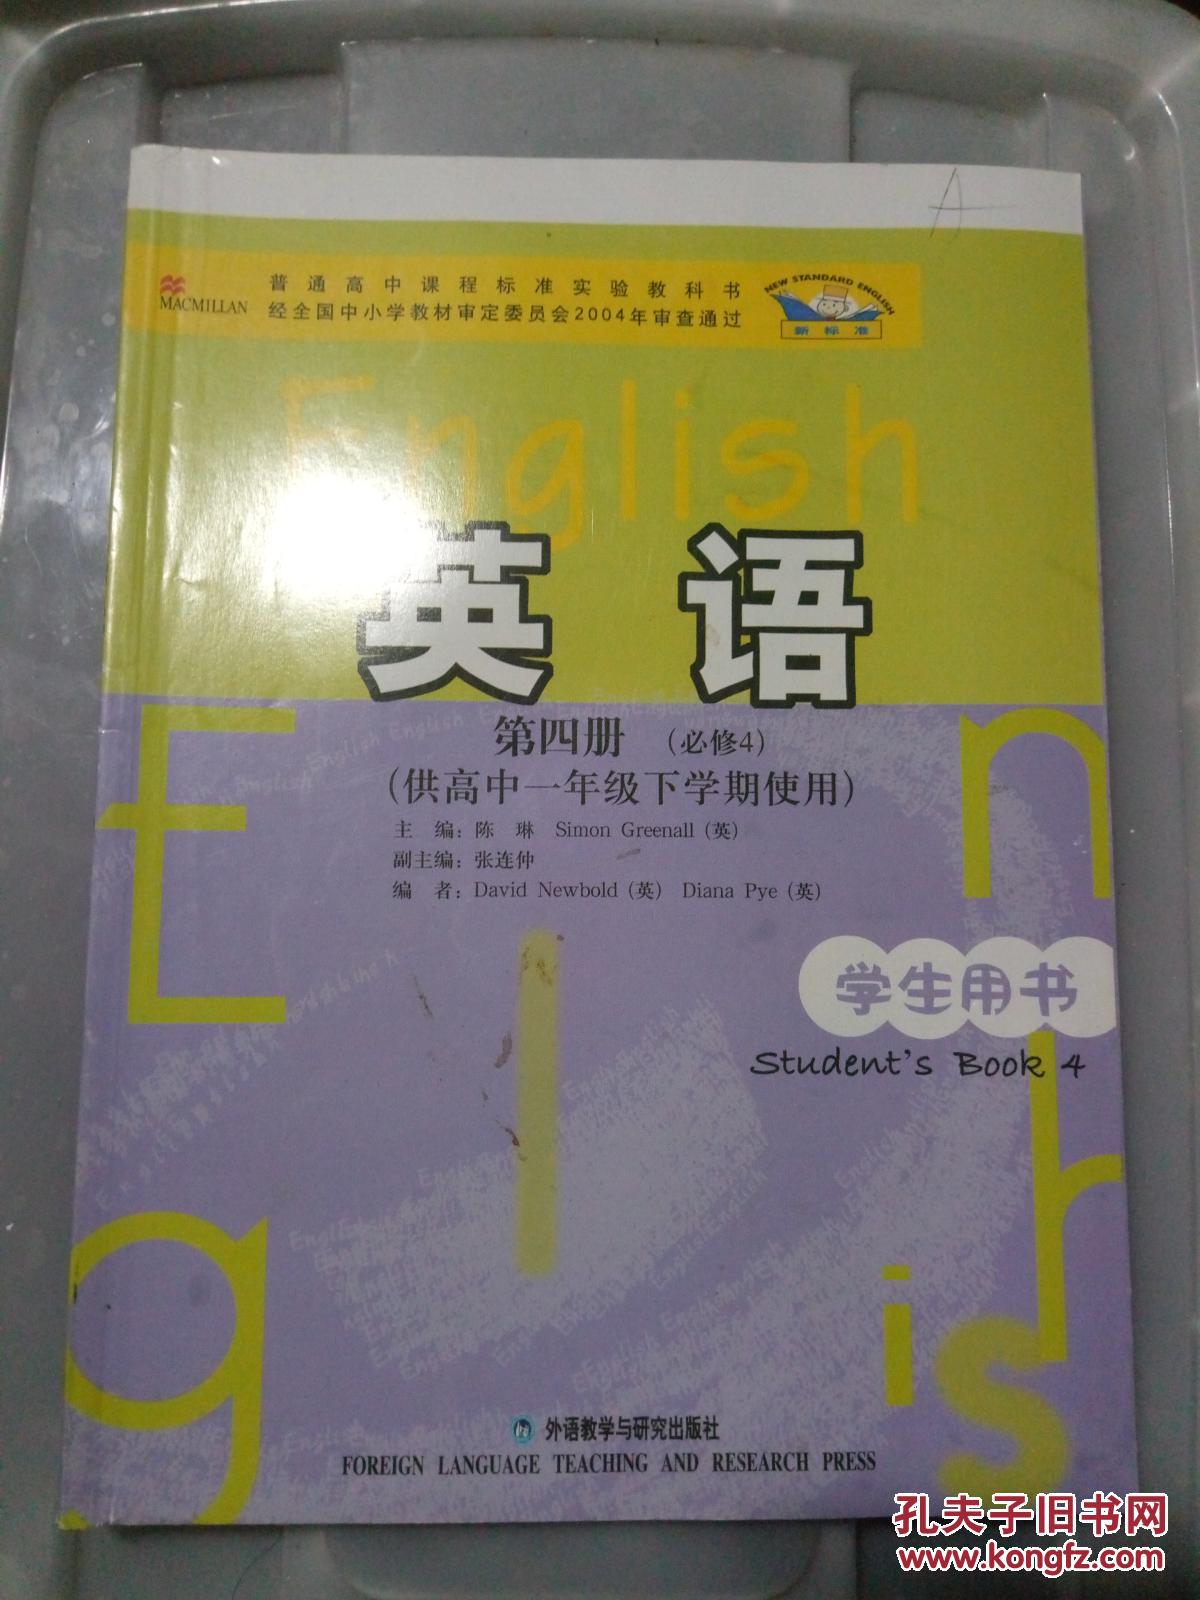 A
普通高中课程标准实验教科书
MACMILLAN
经全国中小学教材审定委员会2004年审查通过
NEW STANDARD ENGLISH
新标准
English
英语
第四册 (必修4)
(供高中一年级下学期使用)
主 编: 陈 琳 Simon Greenall (英)
副主编: 张连仲
编 者: David Newbold (英) Diana Pye (英)
学生用书
Student's Book 4
E n g l i s h
外语教学与研究出版社
FOREIGN LANGUAGE TEACHING AND RESEARCH PRESS
孔夫子旧书网
www.kongfz.com